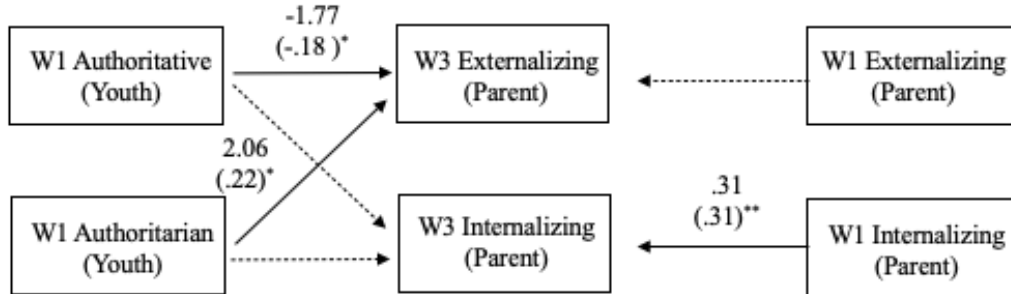 -1.77
(-.18 )*
W1 Authoritative
(Youth)
W3 Externalizing
(Parent)
W1 Externalizing
(Parent)
2.06
(.22)*
.31
(.31)**
W1 Authoritarian
(Youth)
W3 Internalizing
(Parent)
W1 Internalizing
(Parent)